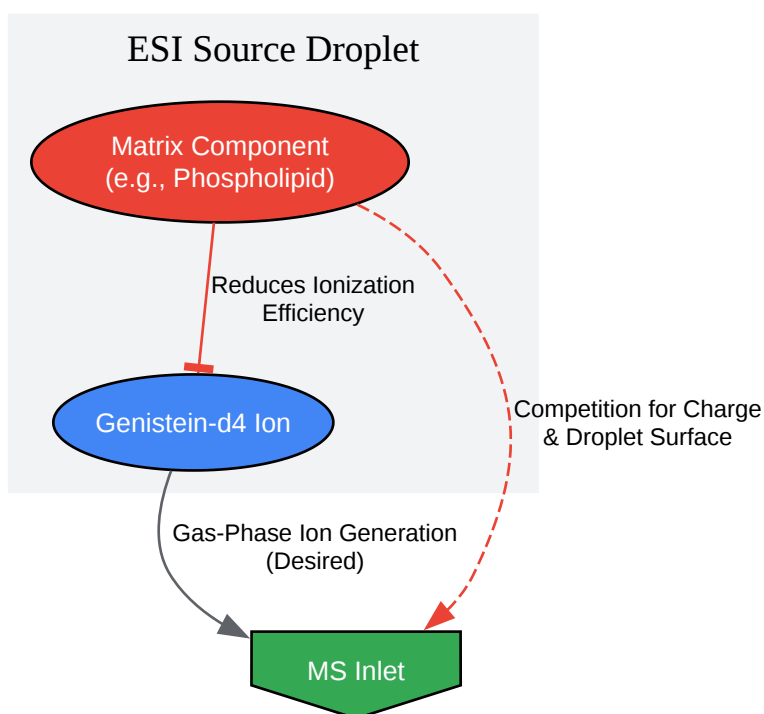 ESI Source Droplet
Matrix Component
(e.g., Phospholipid)
Reduces Ionization
Efficiency
Genistein-d4 Ion
Competition for Charge
& Droplet Surface
Gas-Phase Ion Generation
(Desired)
MS Inlet